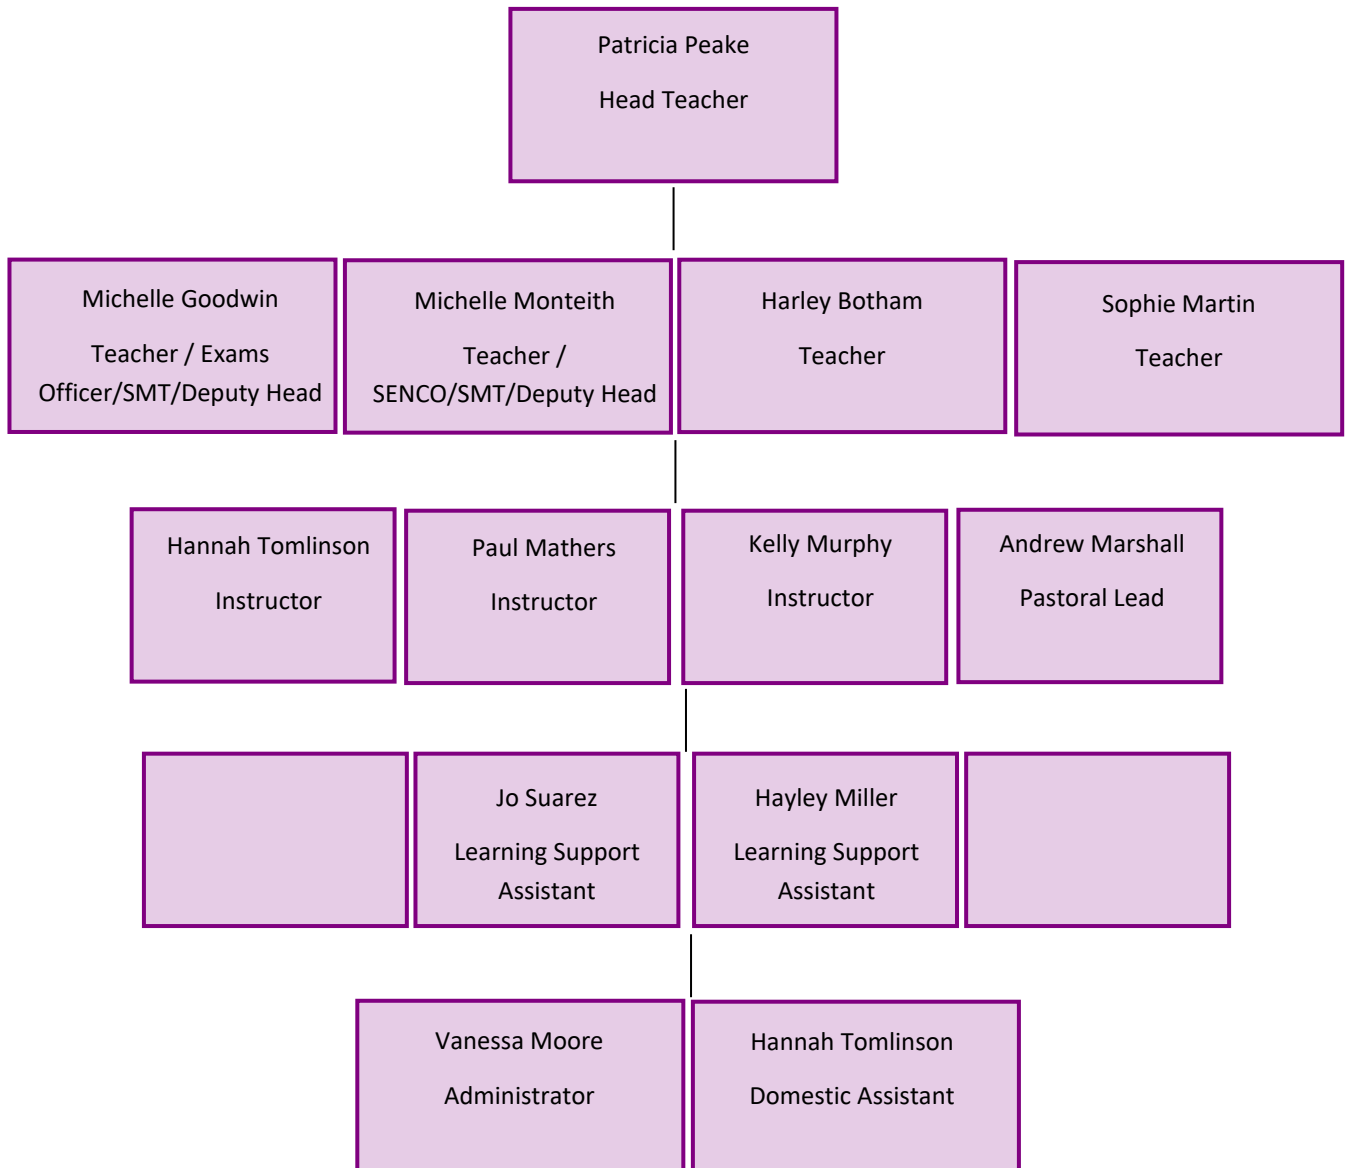 Patricia Peake
Head Teacher
Michelle Goodwin
Teacher / Exams
Officer/SMT/Deputy Head
Michelle Monteith
Teacher /
SENCO/SMT/Deputy Head
Harley Botham
Teacher
Sophie Martin
Teacher
Hannah Tomlinson
Instructor
Paul Mathers
Instructor
Kelly Murphy
Instructor
Andrew Marshall
Pastoral Lead
Jo Suarez
Learning Support
Assistant
Hayley Miller
Learning Support
Assistant
Vanessa Moore
Administrator
Hannah Tomlinson
Domestic Assistant